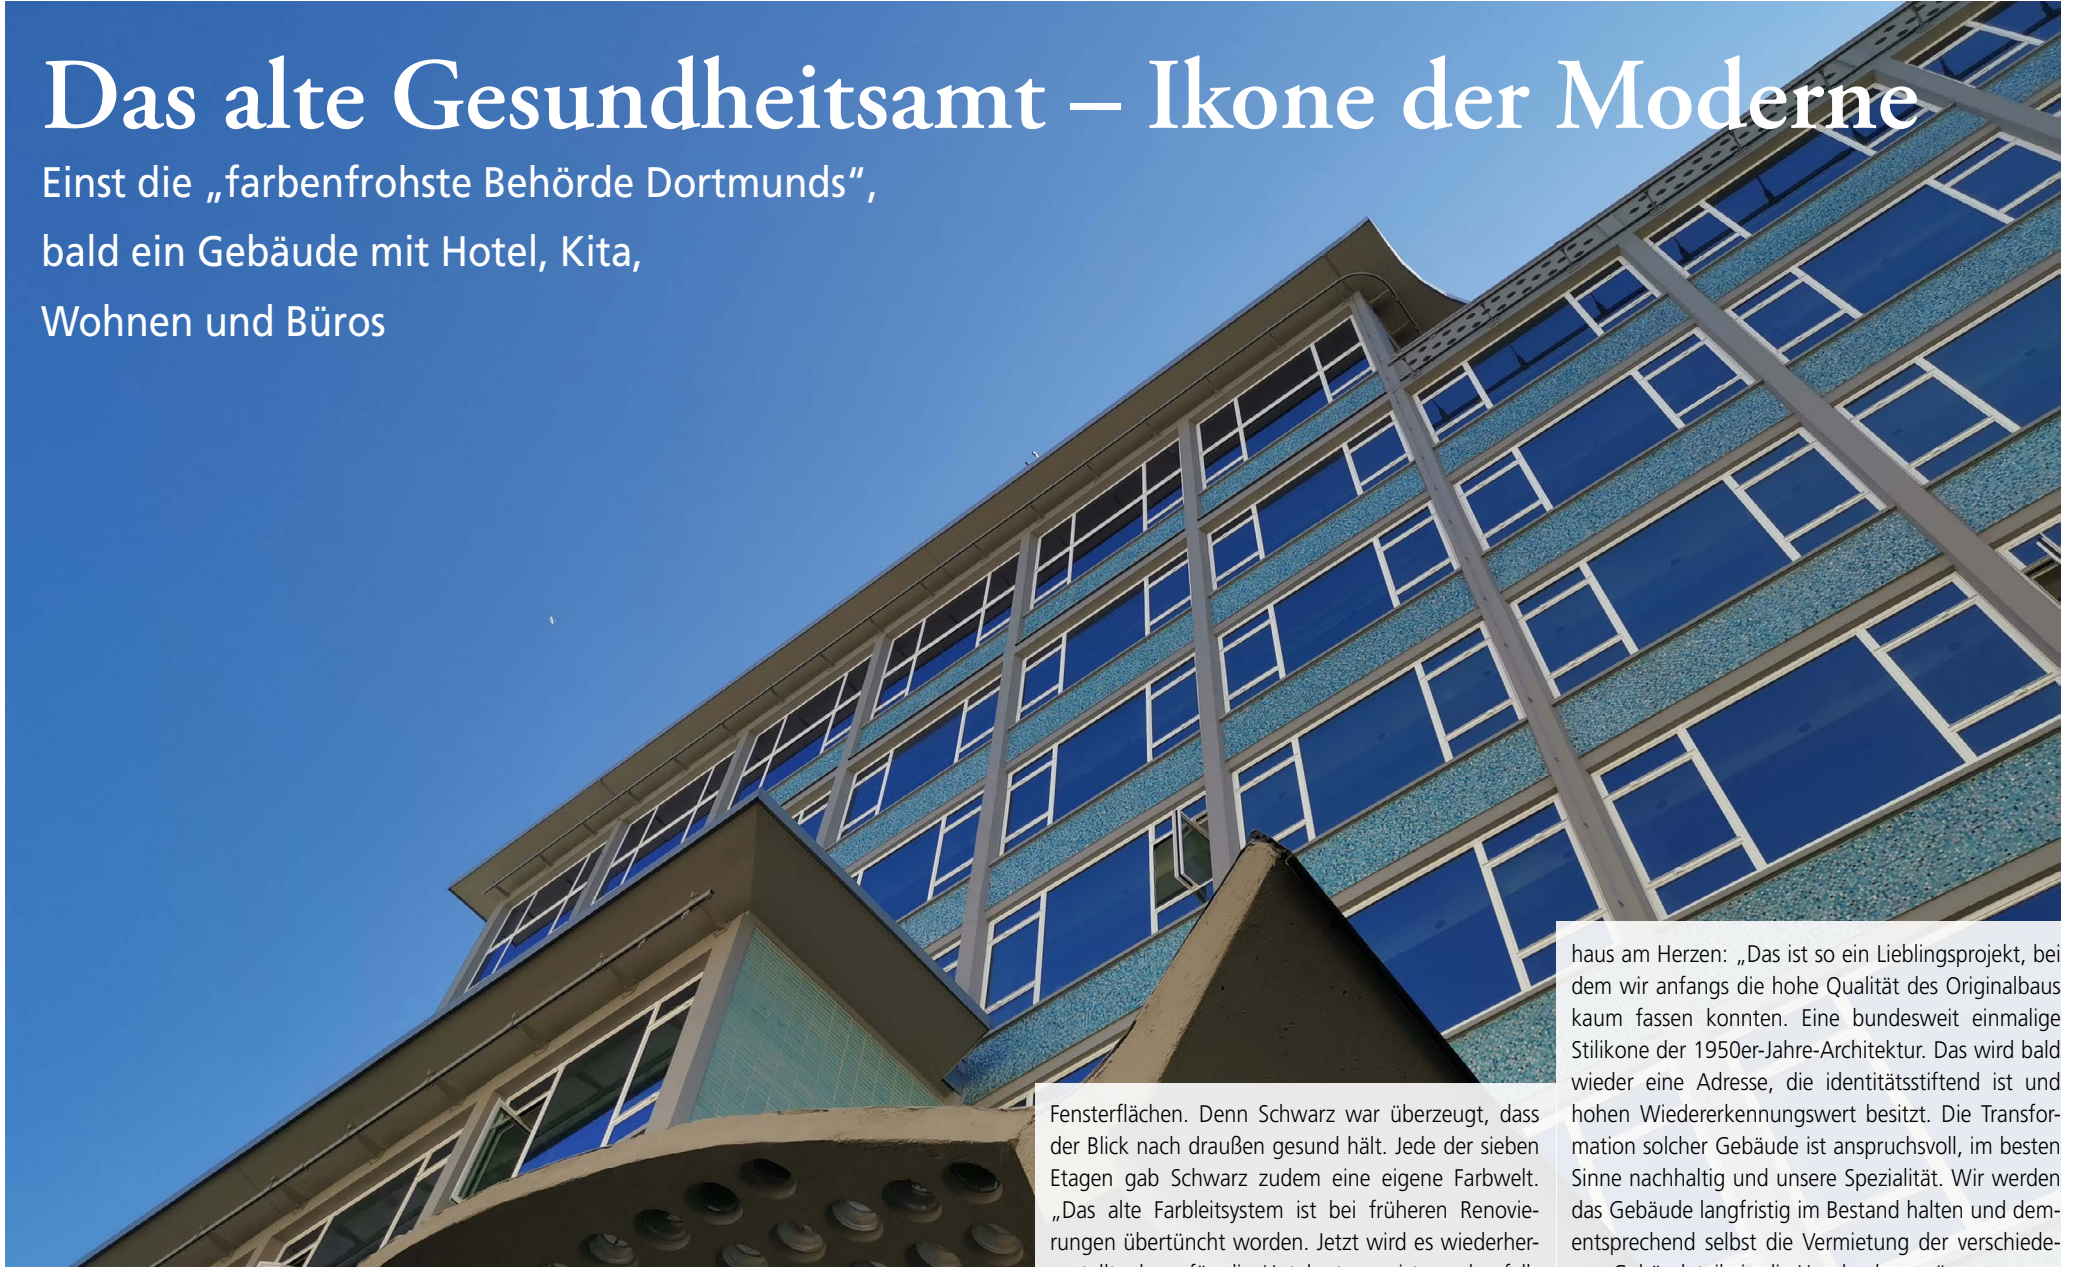 Das alte Gesundheitsamt – Ikone der Moderne
Einst die „farbenfrohste Behörde Dortmunds“,
bald ein Gebäude mit Hotel, Kita,
Wohnen und Büros
Fensterflächen. Denn Schwarz war überzeugt, dass
der Blick nach draußen gesund hält. Jede der sieben
Etagen gab Schwarz zudem eine eigene Farbwelt.
„Das alte Farbleitsystem ist bei früheren Renovie-
rungen übertüncht worden. Jetzt wird es wiederher-
haus am Herzen: „Das ist so ein Lieblingsprojekt, bei
dem wir anfangs die hohe Qualität des Originalbaus
kaum fassen konnten. Eine bundesweit einmalige
Stilikone der 1950er-Jahre-Architektur. Das wird bald
wieder eine Adresse, die identitätsstiftend ist und
hohen Wiedererkennungswert besitzt. Die Transfor-
mation solcher Gebäude ist anspruchsvoll, im besten
Sinne nachhaltig und unsere Spezialität. Wir werden
das Gebäude langfristig im Bestand halten und dem-
entsprechend selbst die Vermietung der verschiede-